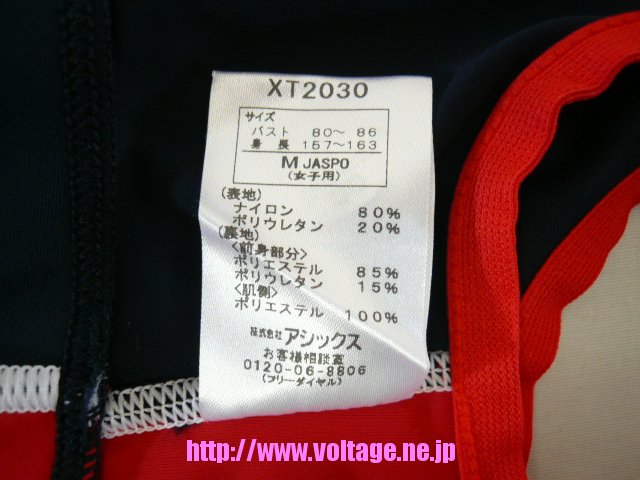 XT2030
サイズ
バスト 80〜 86
身 長 157〜163
M JASPO
(女子用)
(表地)
ナイロン 80%
ポリウレタン 20%
(裏地)
<前身部分>
ポリエステル 85%
ポリウレタン 15%
<肌側>
ポリエステル 100%
株式会社アシックス
お客様相談室
0120-06-8806
(フリーダイヤル)
http://www.voltage.ne.jp